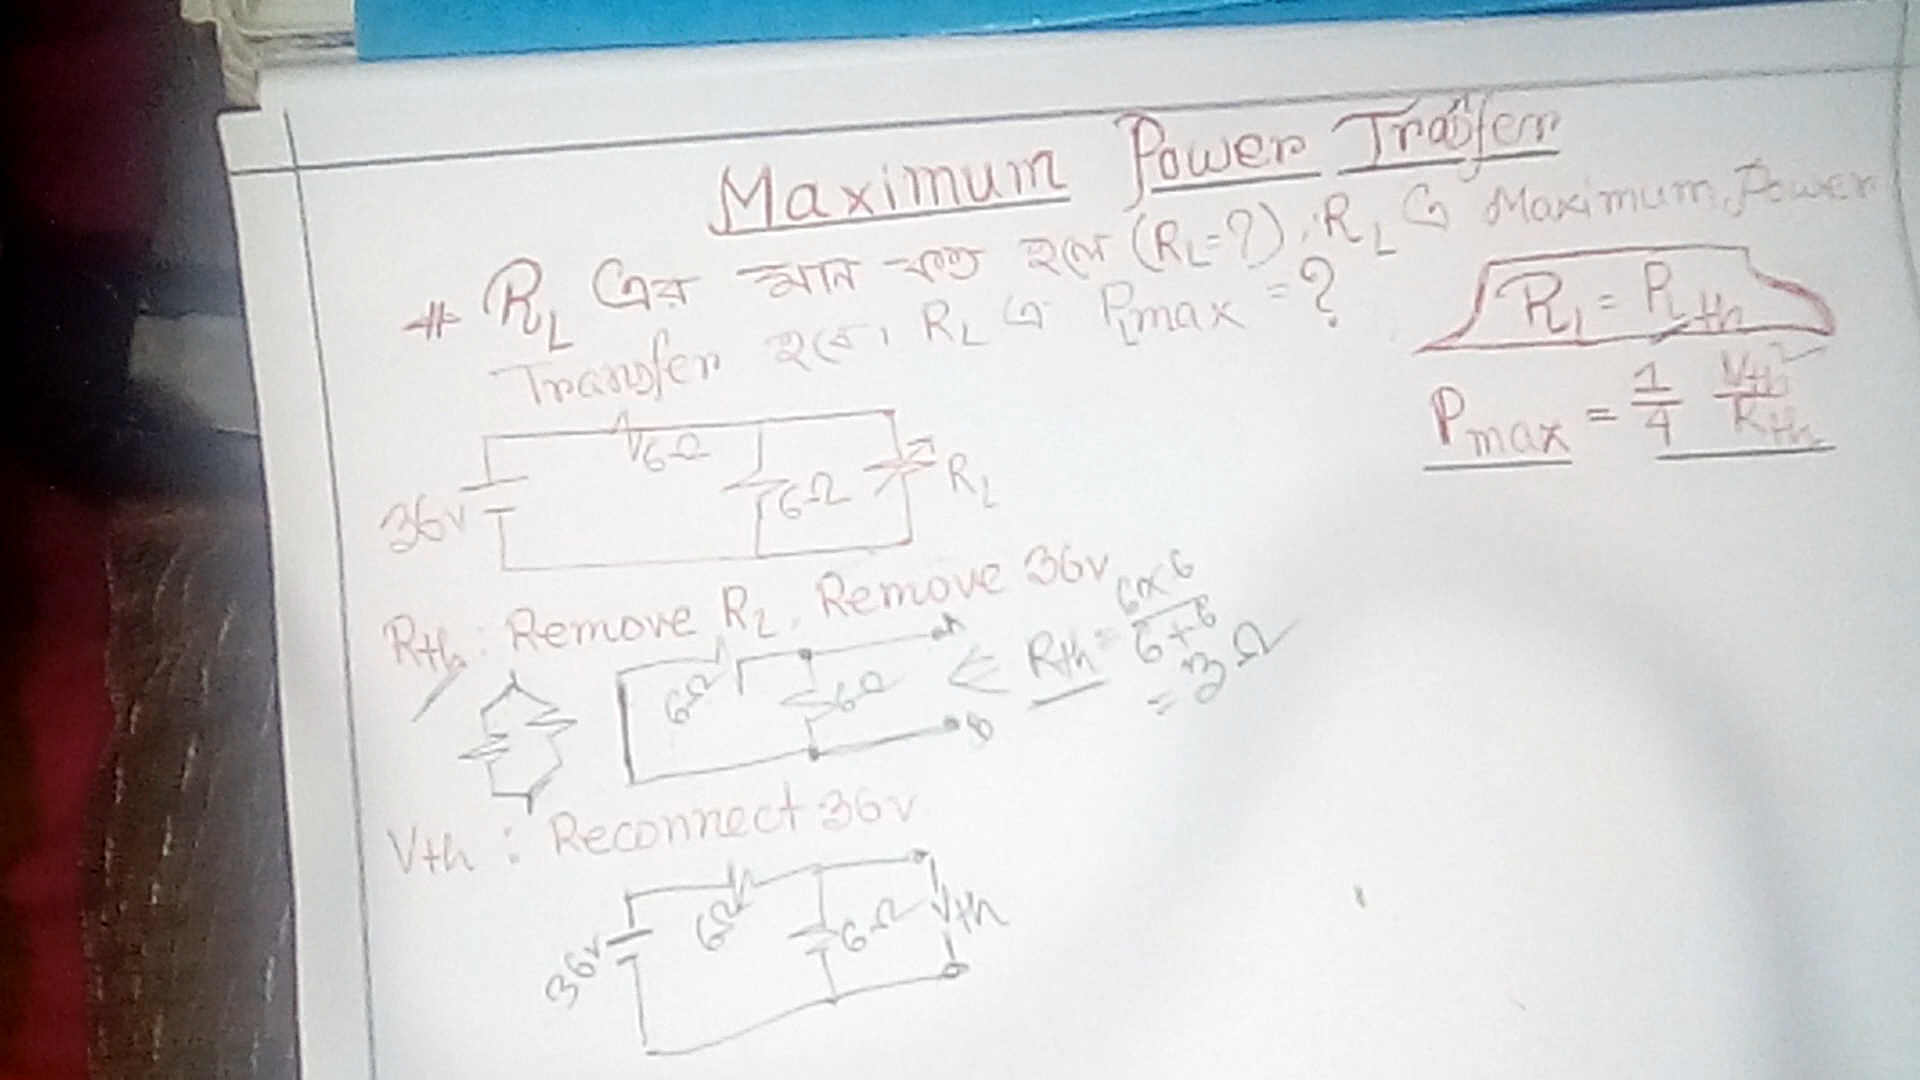 Maximum Power Trasfer
# RL এর মান কত হলে (RL=?), RL এ Maximum Power
Transfer হবে। RL এ Pmax = ?
RL = Rth
Pmax = 1/4 Vth²/Rth
6Ω
36v
6Ω
RL
Rth : Remove RL, Remove 36v
6Ω
6Ω
A
B
Rth = 6×6/6+6
= 3Ω
Vth : Reconnect 36v.
36v
6Ω
6Ω
Vth